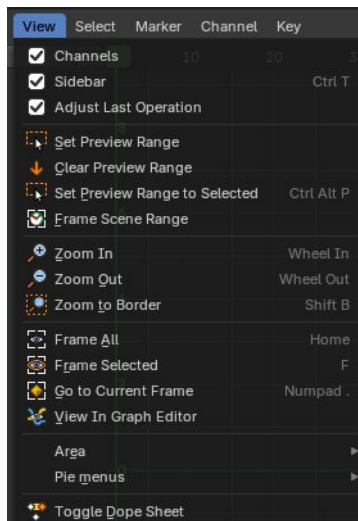 View Select Marker Channel Key
Channels
Sidebar Ctrl T
Adjust Last Operation
Set Preview Range
Clear Preview Range
Set Preview Range to Selected Ctrl Alt P
Frame Scene Range
Zoom In Wheel In
Zoom Out Wheel Out
Zoom to Border Shift B
Frame All Home
Frame Selected F
Go to Current Frame Numpad .
View In Graph Editor
Area
Pie menus
Toggle Dope Sheet